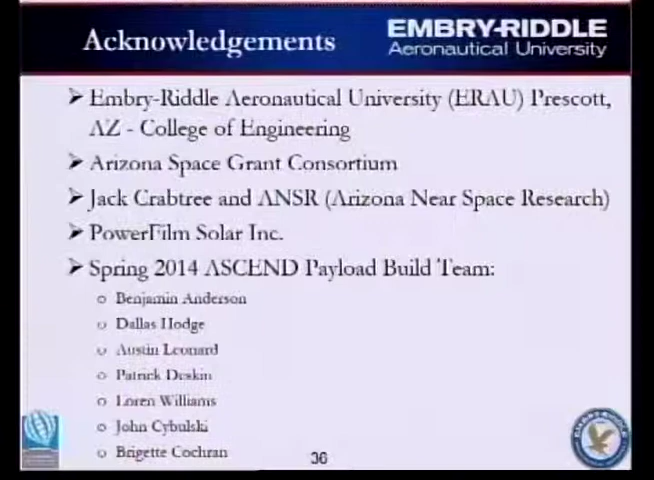 Acknowledgements
EMBRY-RIDDLE
Aeronautical University
➤ Embry-Riddle Aeronautical University (ERAU) Prescott,
AZ - College of Engineering
➤ Arizona Space Grant Consortium
➤ Jack Crabtree and ANSR (Arizona Near Space Research)
➤ PowerFilm Solar Inc.
➤ Spring 2014 ASCEND Payload Build Team:
o Benjamin Anderson
o Dallas Hodge
o Austin Leonard
o Patrick Deskin
o Loren Williams
o John Cybulski
o Brigette Cochran
36
EMBRY-RIDDLE